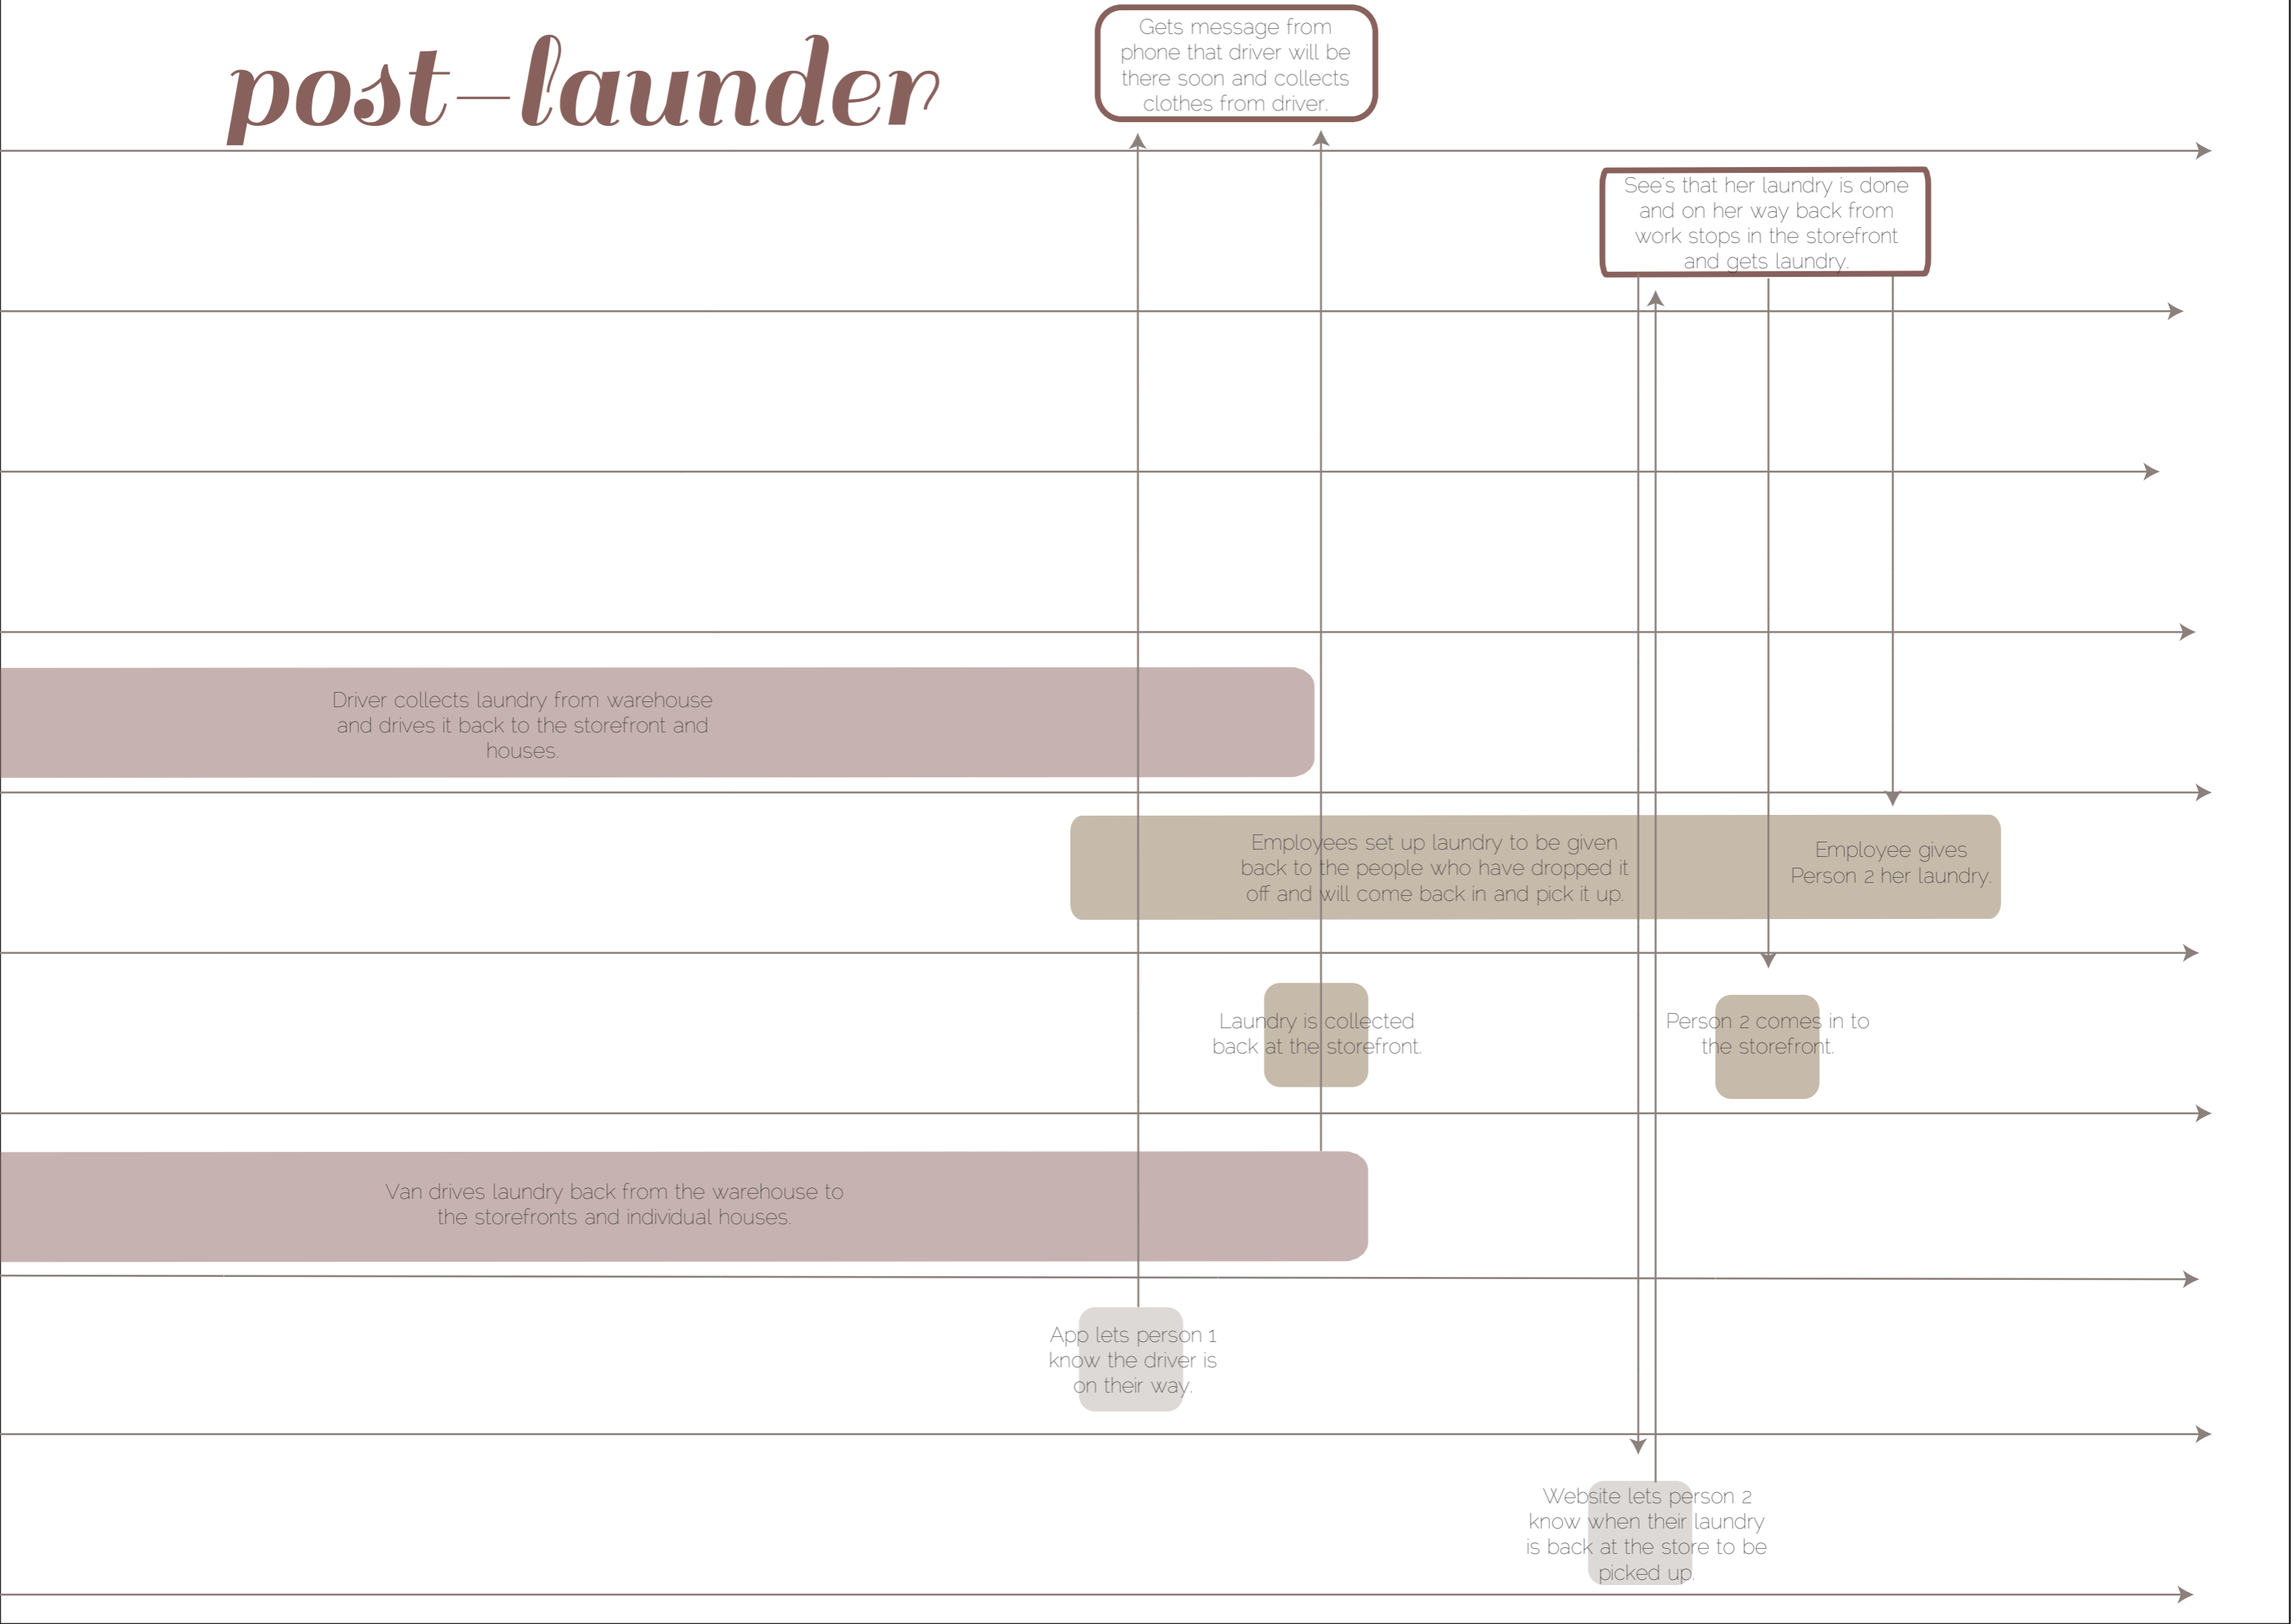 post-launder
Gets message from
phone that driver will be
there soon and collects
clothes from driver.
See's that her laundry is done
and on her way back from
work stops in the storefront
and gets laundry.
Driver collects laundry from warehouse
and drives it back to the storefront and
houses.
Employees set up laundry to be given
back to the people who have dropped it
off and will come back in and pick it up.
Employee gives
Person 2 her laundry.
Laundry is collected
back at the storefront.
Person 2 comes in to
the storefront.
Van drives laundry back from the warehouse to
the storefronts and individual houses.
App lets person 1
know the driver is
on their way.
Website lets person 2
know when their laundry
is back at the store to be
picked up.